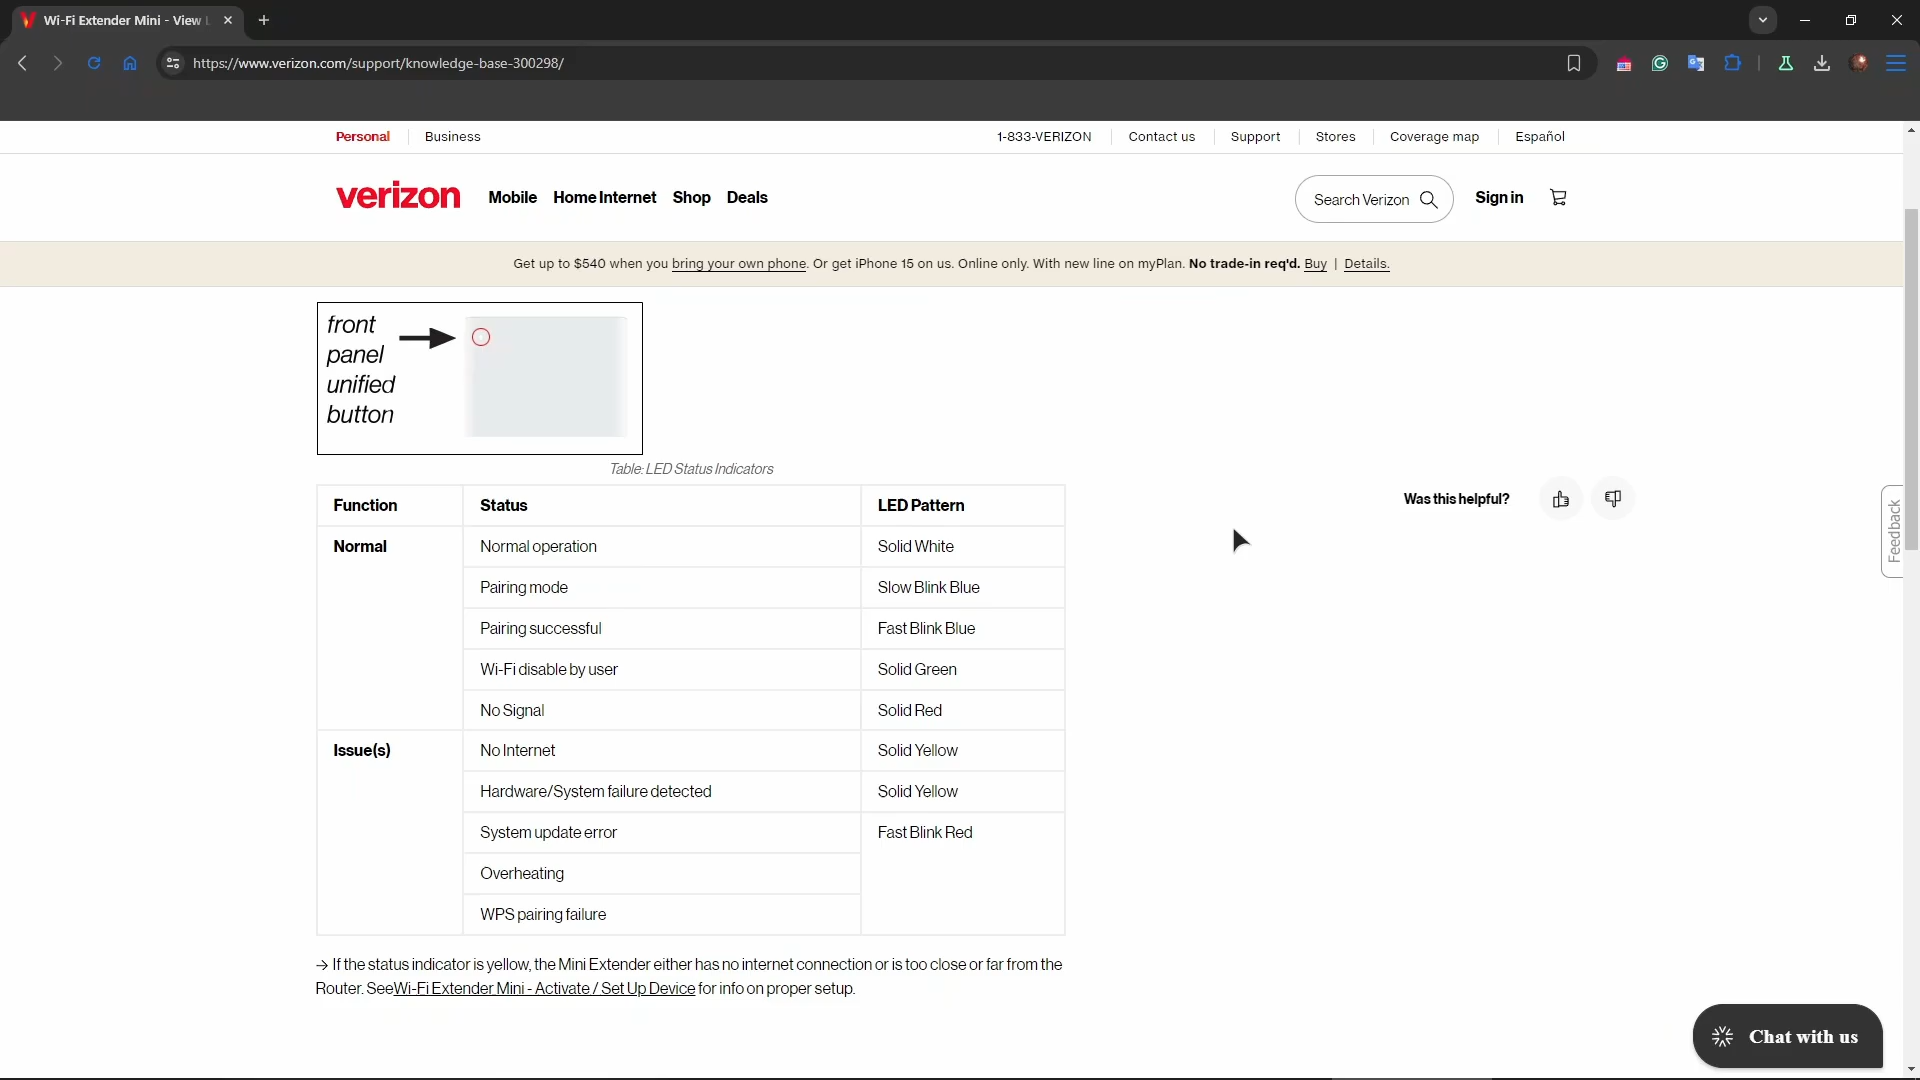 Wi-Fi Extender Mini - View
https://www.verizon.com/support/knowledge-base-300298/
Personal
Business
1-833-VERIZON
Contact us
Support
Stores
Coverage map
Español
verizon
Mobile
Home Internet
Shop
Deals
Search Verizon
Sign in
Get up to $540 when you bring your own phone. Or get iPhone 15 on us. Online only. With new line on myPlan. No trade-in req'd. Buy | Details.
front
panel
unified
button
Table: LED Status Indicators
Function Status LED Pattern
Normal Normal operation Solid White
Pairing mode Slow Blink Blue
Pairing successful Fast Blink Blue
Wi-Fi disable by user Solid Green
No Signal Solid Red
Issue(s) No Internet Solid Yellow
Hardware/System failure detected Solid Yellow
System update error Fast Blink Red
Overheating
WPS pairing failure
Was this helpful?
Feedback
→ If the status indicator is yellow, the Mini Extender either has no internet connection or is too close or far from the
Router. SeeWi-Fi Extender Mini - Activate / Set Up Device for info on proper setup.
Chat with us